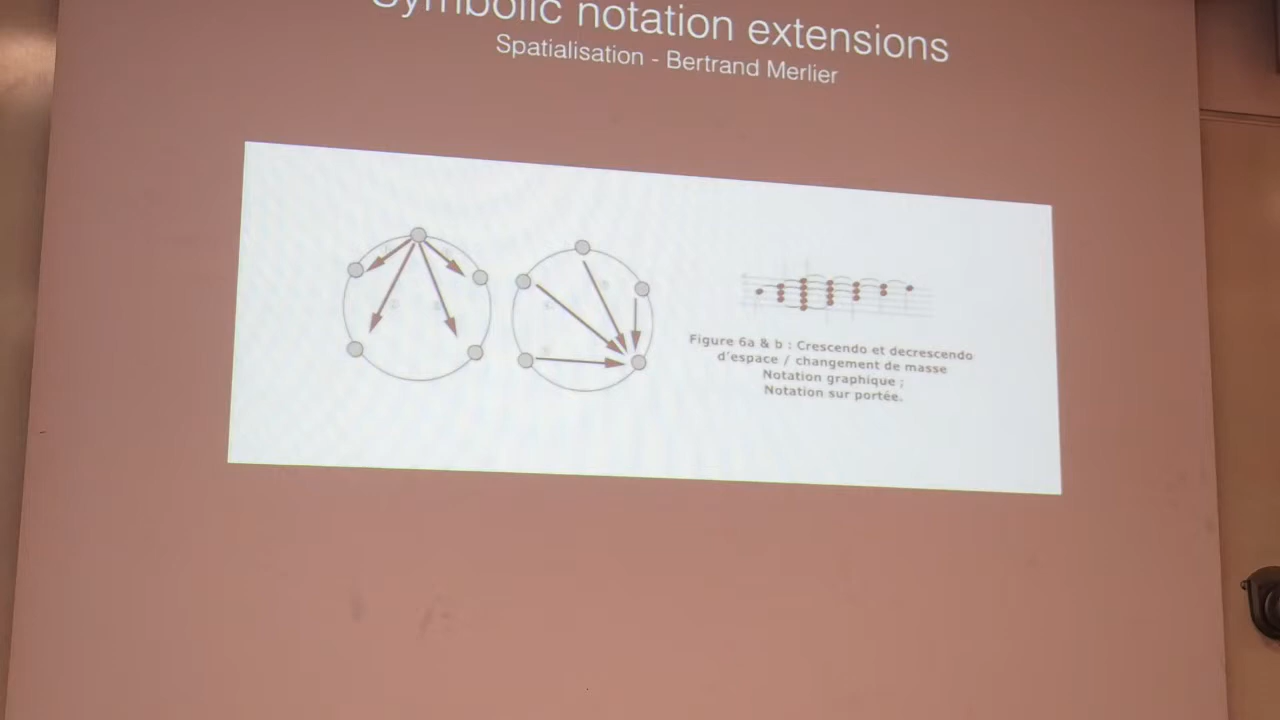 Symbolic notation extensions
Spatialisation - Bertrand Merlier
Figure 6a & b : Crescendo et decrescendo
d'espace / changement de masse
Notation graphique ;
Notation sur portée.